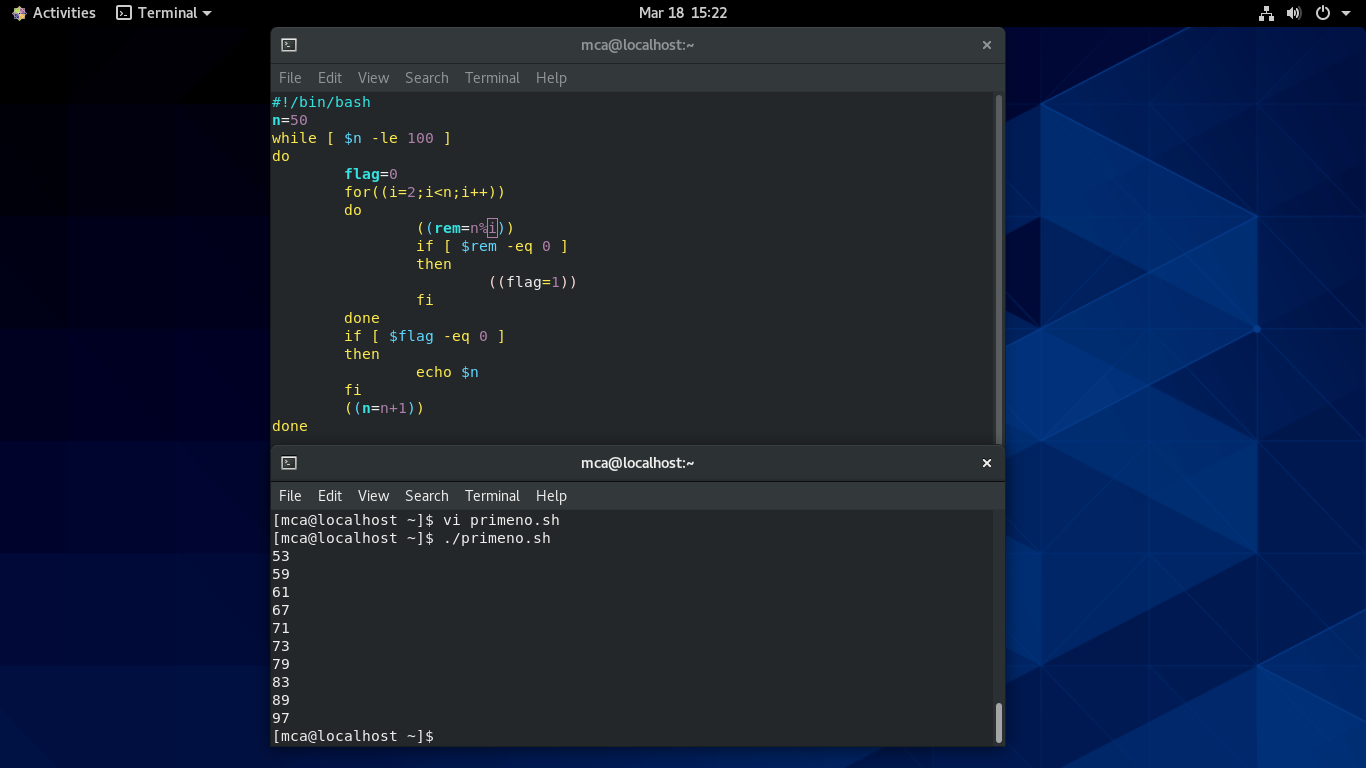 Activities Terminal Mar 18 15:22
mca@localhost:~
File Edit View Search Terminal Help
#!/bin/bash
n=50
while [ $n -le 100 ]
do
        flag=0
        for((i=2;i<n;i++))
        do
                ((rem=n%i))
                if [ $rem -eq 0 ]
                then
                        ((flag=1))
                fi
        done
        if [ $flag -eq 0 ]
        then
                echo $n
        fi
        ((n=n+1))
done
mca@localhost:~
File Edit View Search Terminal Help
[mca@localhost ~]$ vi primeno.sh
[mca@localhost ~]$ ./primeno.sh
53
59
61
67
71
73
79
83
89
97
[mca@localhost ~]$